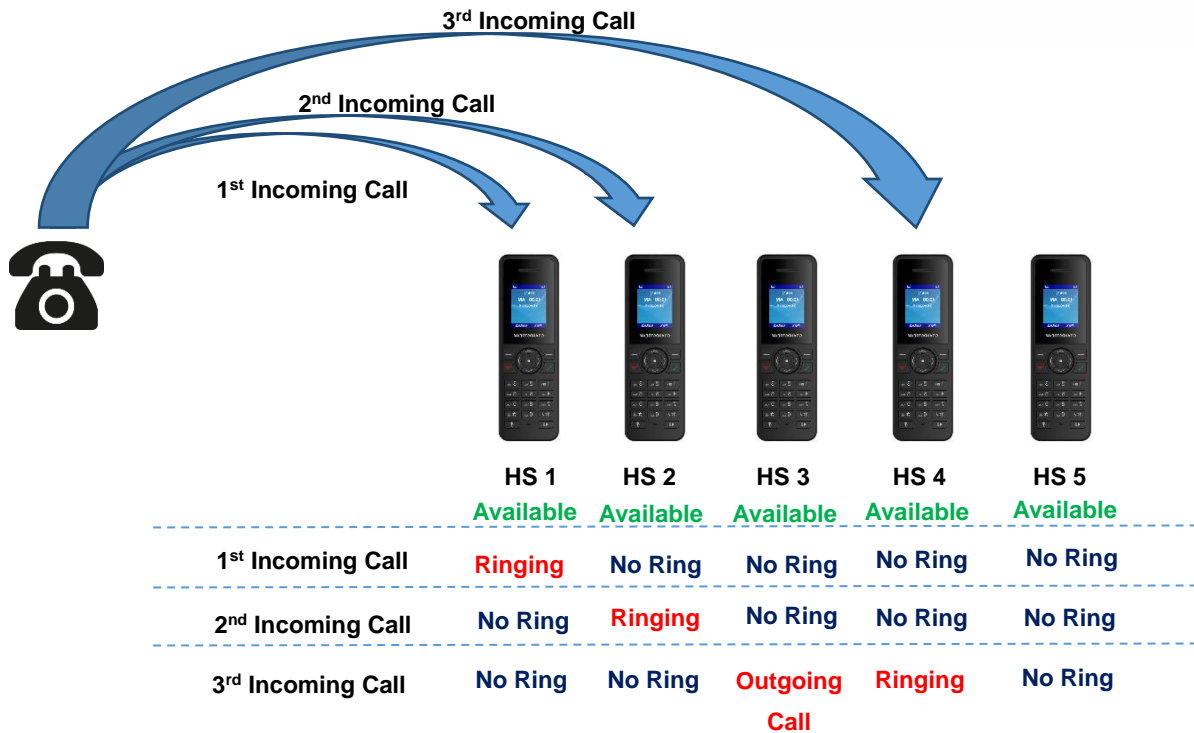 3rd Incoming Call
2nd Incoming Call
1st Incoming Call
HS 1 HS 2 HS 3 HS 4 HS 5
Available Available Available Available Available
1st Incoming Call Ringing No Ring No Ring No Ring No Ring
2nd Incoming Call No Ring Ringing No Ring No Ring No Ring
3rd Incoming Call No Ring No Ring Outgoing Ringing No Ring
Call